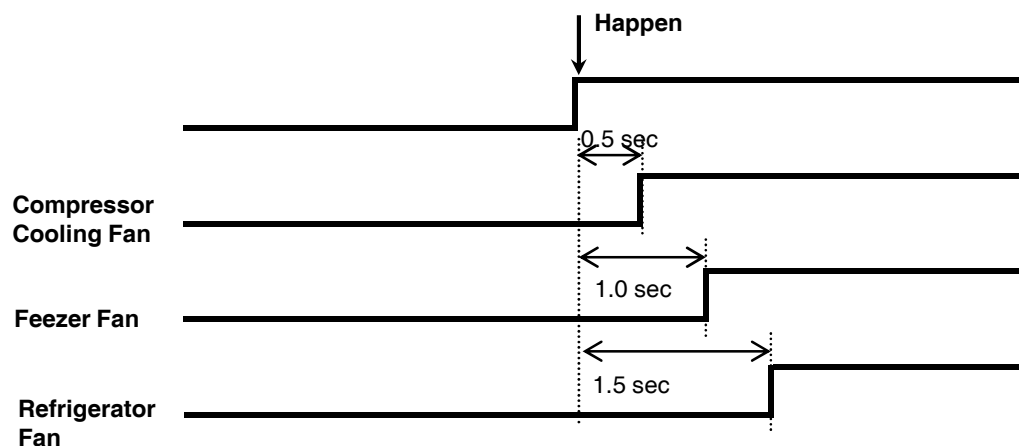 Happen
0.5 sec
Compressor
Cooling Fan
1.0 sec
Feezer Fan
1.5 sec
Refrigerator
Fan